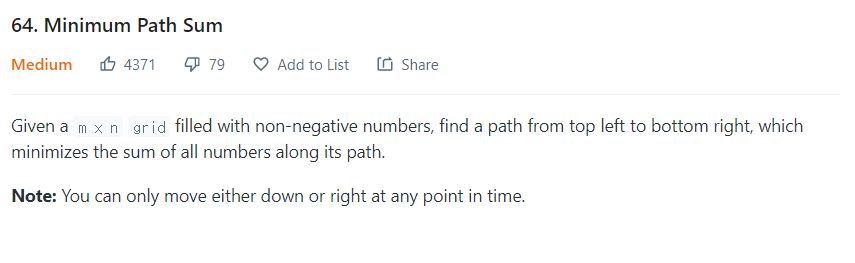 64. Minimum Path Sum
Medium 4371 79 Add to List Share
Given a m x n grid filled with non-negative numbers, find a path from top left to bottom right, which
minimizes the sum of all numbers along its path.
Note: You can only move either down or right at any point in time.